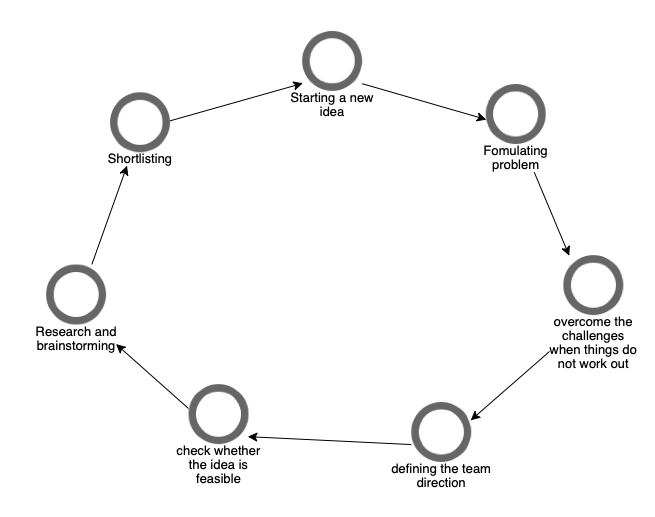 Starting a new
idea
Fomulating
problem
overcome the
challenges
when things do
not work out
defining the team
direction
check whether
the idea is
feasible
Research and
brainstorming
Shortlisting